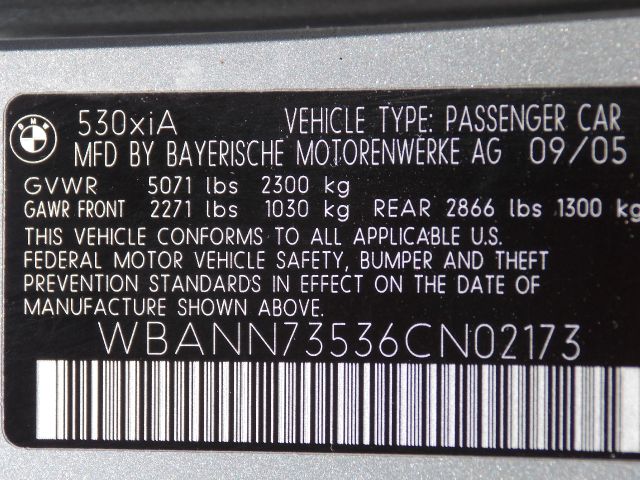 BMW
530xiA VEHICLE TYPE: PASSENGER CAR
MFD BY BAYERISCHE MOTORENWERKE AG 09/05
GVWR 5071 lbs 2300 kg
GAWR FRONT 2271 lbs 1030 kg REAR 2866 lbs 1300 kg
THIS VEHICLE CONFORMS TO ALL APPLICABLE U.S.
FEDERAL MOTOR VEHICLE SAFETY, BUMPER AND THEFT
PREVENTION STANDARDS IN EFFECT ON THE DATE OF
MANUFACTURE SHOWN ABOVE.
WBANN73536CN02173